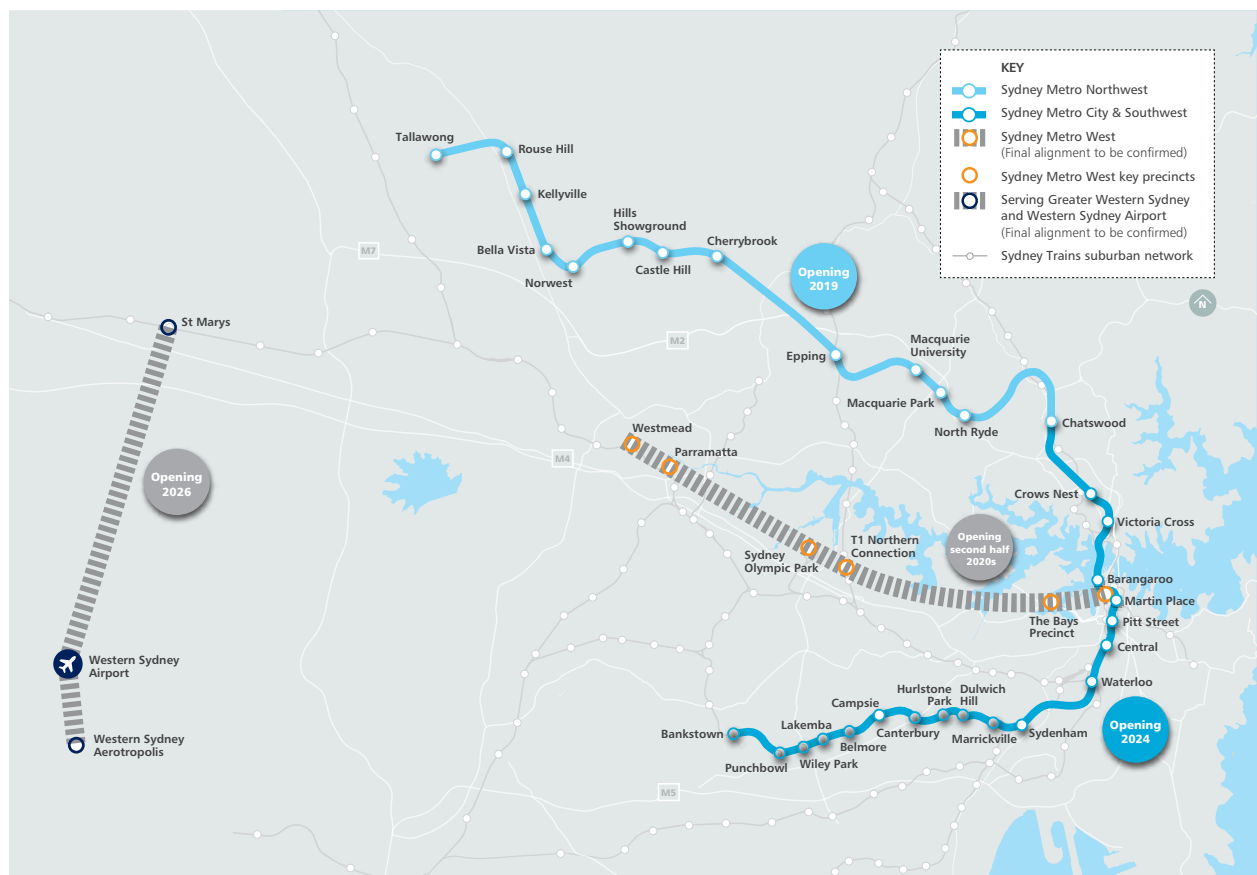 KEY
Sydney Metro Northwest
Sydney Metro City & Southwest
Sydney Metro West
(Final alignment to be confirmed)
Sydney Metro West key precincts
Serving Greater Western Sydney
and Western Sydney Airport
(Final alignment to be confirmed)
Sydney Trains suburban network
N
Tallawong
Rouse Hill
Kellyville
Bella Vista
Norwest
Hills
Showground
Castle Hill
Cherrybrook
Opening
2019
M7
M2
Epping
Macquarie
University
Macquarie Park
North Ryde
Chatswood
St Marys
Opening
2026
Western Sydney
Airport
Western Sydney
Aerotropolis
Westmead
Parramatta
M4
Sydney
Olympic Park
T1 Northern
Connection
Opening
second half
2020s
The Bays
Precinct
Crows Nest
Victoria Cross
Barangaroo
Martin Place
Pitt Street
Central
Waterloo
Opening
2024
Sydenham
Marrickville
Dulwich
Hill
Hurlstone
Park
Canterbury
Campsie
Belmore
Lakemba
Wiley Park
Punchbowl
Bankstown
M5